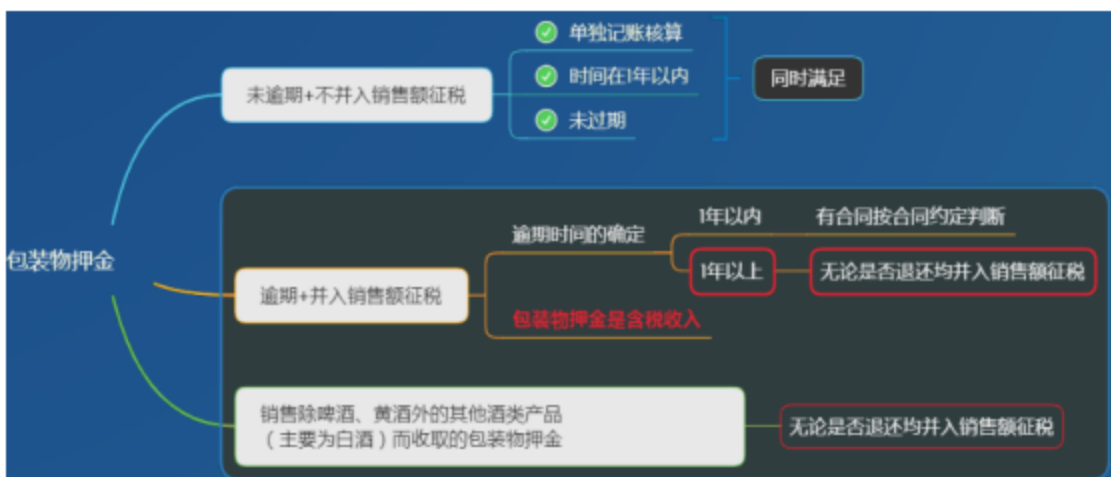 包装物押金
未逾期+不并入销售额征税
单独记账核算
时间在1年以内
未过期
同时满足
逾期+并入销售额征税
逾期时间的确定
1年以内
有合同按合同约定判断
1年以上
无论是否退还均并入销售额征税
包装物押金是含税收入
销售除啤酒、黄酒外的其他酒类产品
（主要为白酒）而收取的包装物押金
无论是否退还均并入销售额征税